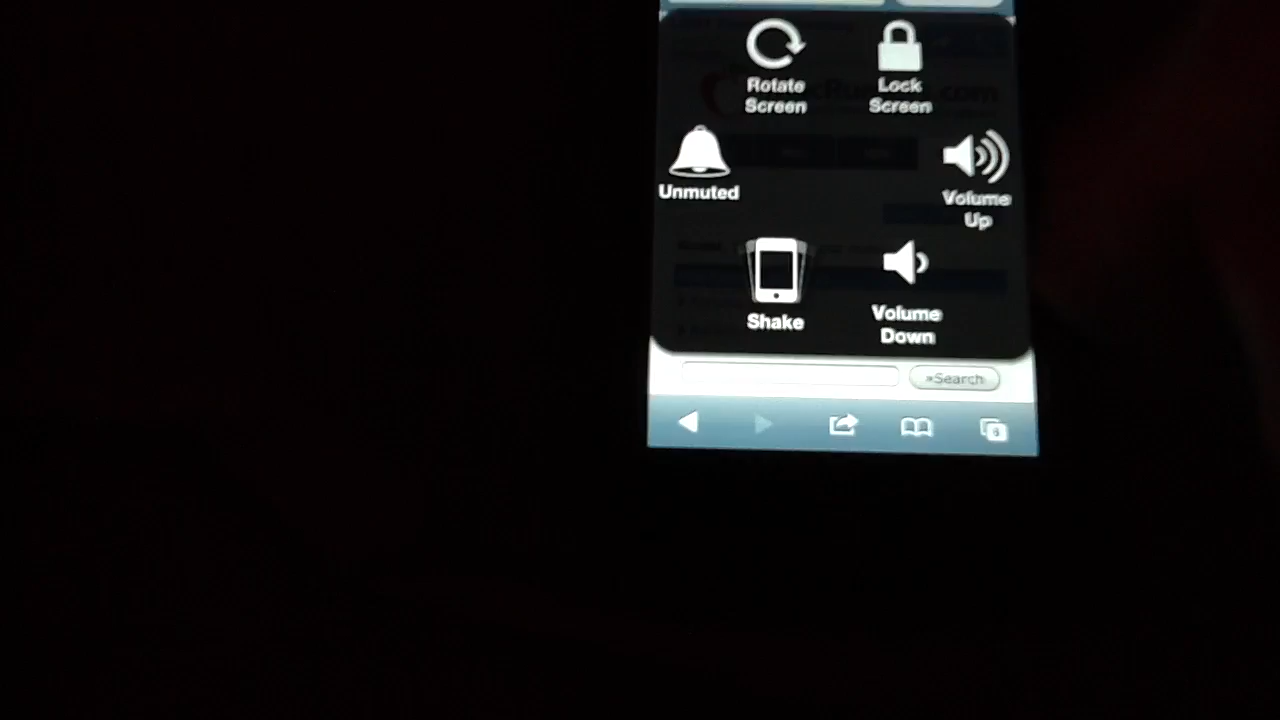 Rotate
Screen
Lock
Screen
Unmuted
Volume
Up
Shake
Volume
Down
»Search